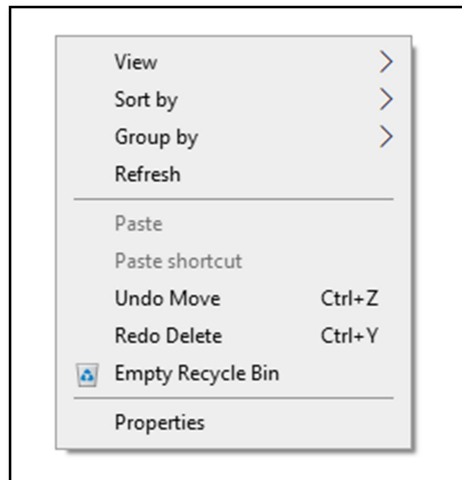 View
Sort by
Group by
Refresh
Paste
Paste shortcut
Undo Move Ctrl+Z
Redo Delete Ctrl+Y
Empty Recycle Bin
Properties